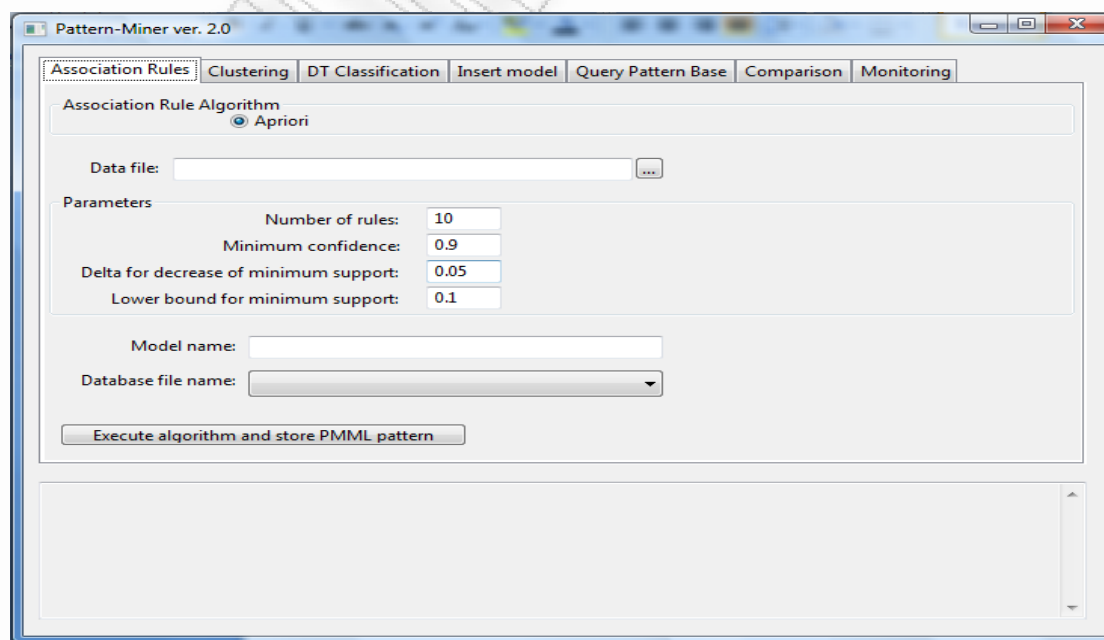 Pattern-Miner ver. 2.0
Association Rules Clustering DT Classification Insert model Query Pattern Base Comparison Monitoring
Association Rule Algorithm
Apriori
Data file: ...
Parameters
Number of rules: 10
Minimum confidence: 0.9
Delta for decrease of minimum support: 0.05
Lower bound for minimum support: 0.1
Model name:
Database file name:
Execute algorithm and store PMML pattern